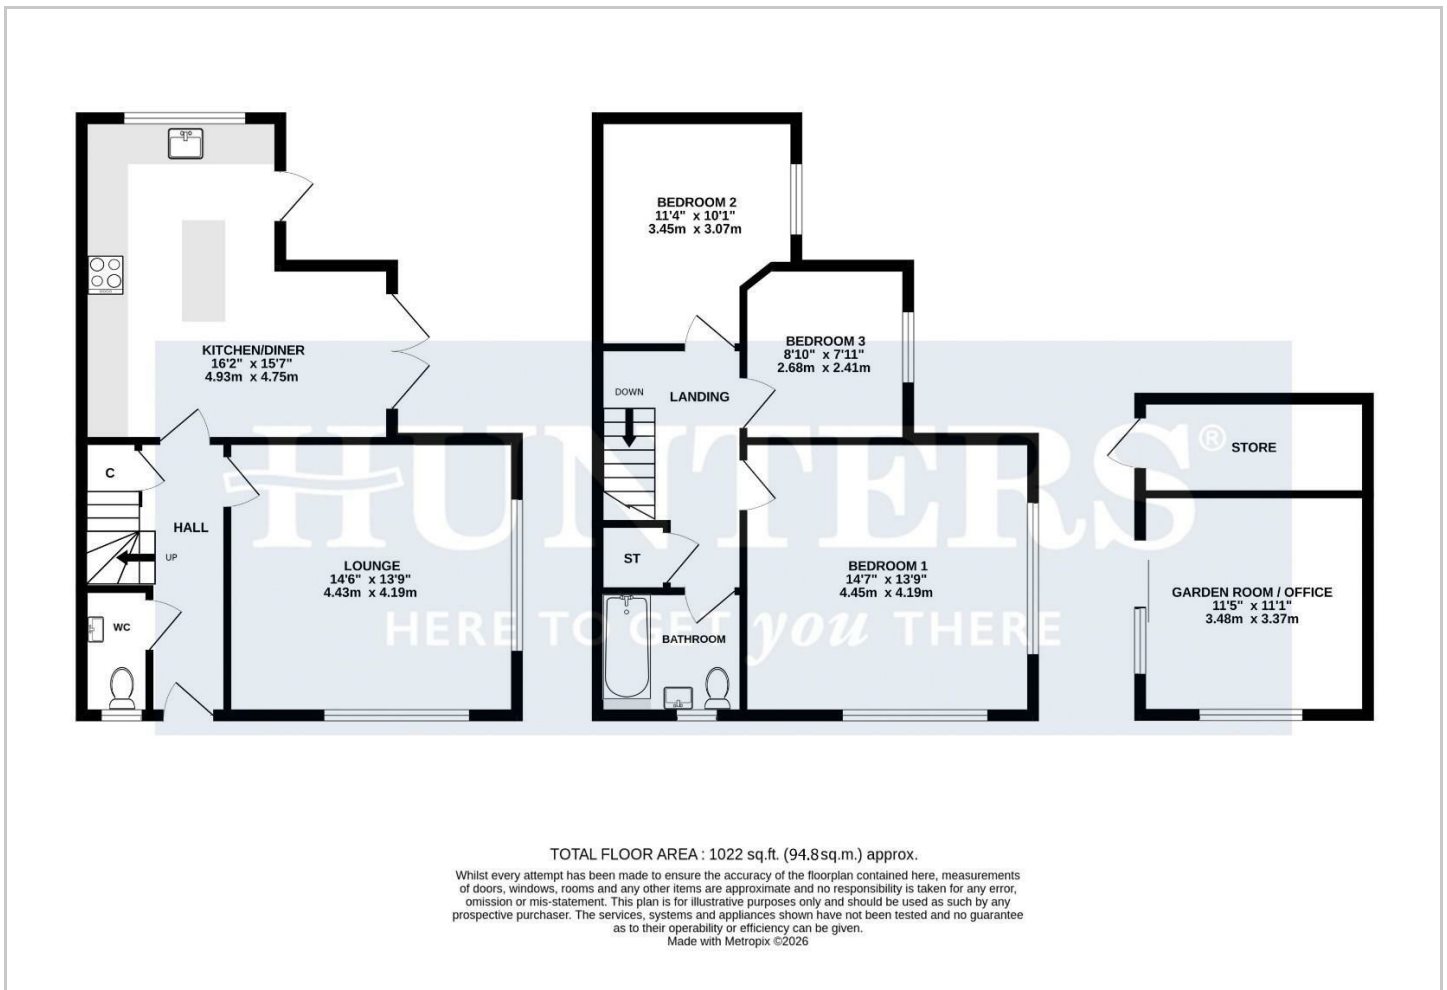 KITCHEN/DINER
16'2" x 15'7"
4.93m x 4.75m
C
HALL
UP
WC
LOUNGE
14'6" x 13'9"
4.43m x 4.19m
BEDROOM 2
11'4" x 10'1"
3.45m x 3.07m
BEDROOM 3
8'10" x 7'11"
2.68m x 2.41m
DOWN
LANDING
ST
BATHROOM
BEDROOM 1
14'7" x 13'9"
4.45m x 4.19m
STORE
GARDEN ROOM / OFFICE
11'5" x 11'1"
3.48m x 3.37m
HUNTERS®
HERE TO GET you THERE
TOTAL FLOOR AREA : 1022 sq.ft. (94.8sq.m.) approx.
Whilst every attempt has been made to ensure the accuracy of the floorplan contained here, measurements
of doors, windows, rooms and any other items are approximate and no responsibility is taken for any error,
omission or mis-statement. This plan is for illustrative purposes only and should be used as such by any
prospective purchaser. The services, systems and appliances shown have not been tested and no guarantee
as to their operability or efficiency can be given.
Made with Metropix ©2026